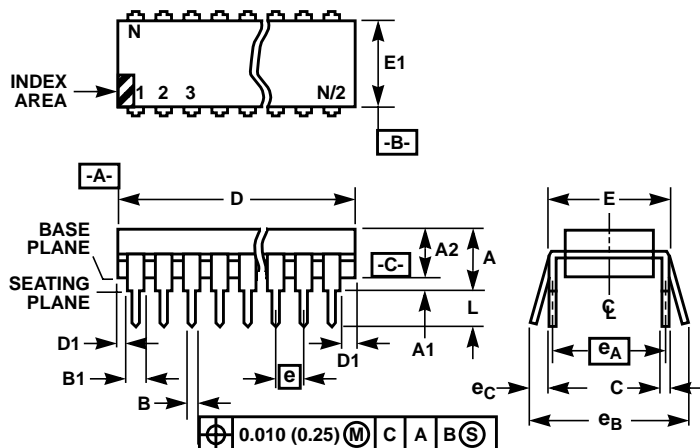 N
E1
INDEX
AREA
1 2 3 N/2
-B-
-A-
D
E
BASE
PLANE
A2
A
-C-
SEATING
PLANE
L
D1
A1
D1
B1
e
eA
B
eC
C
eB
CL
⌖ 0.010 (0.25) Ⓜ C A B Ⓢ